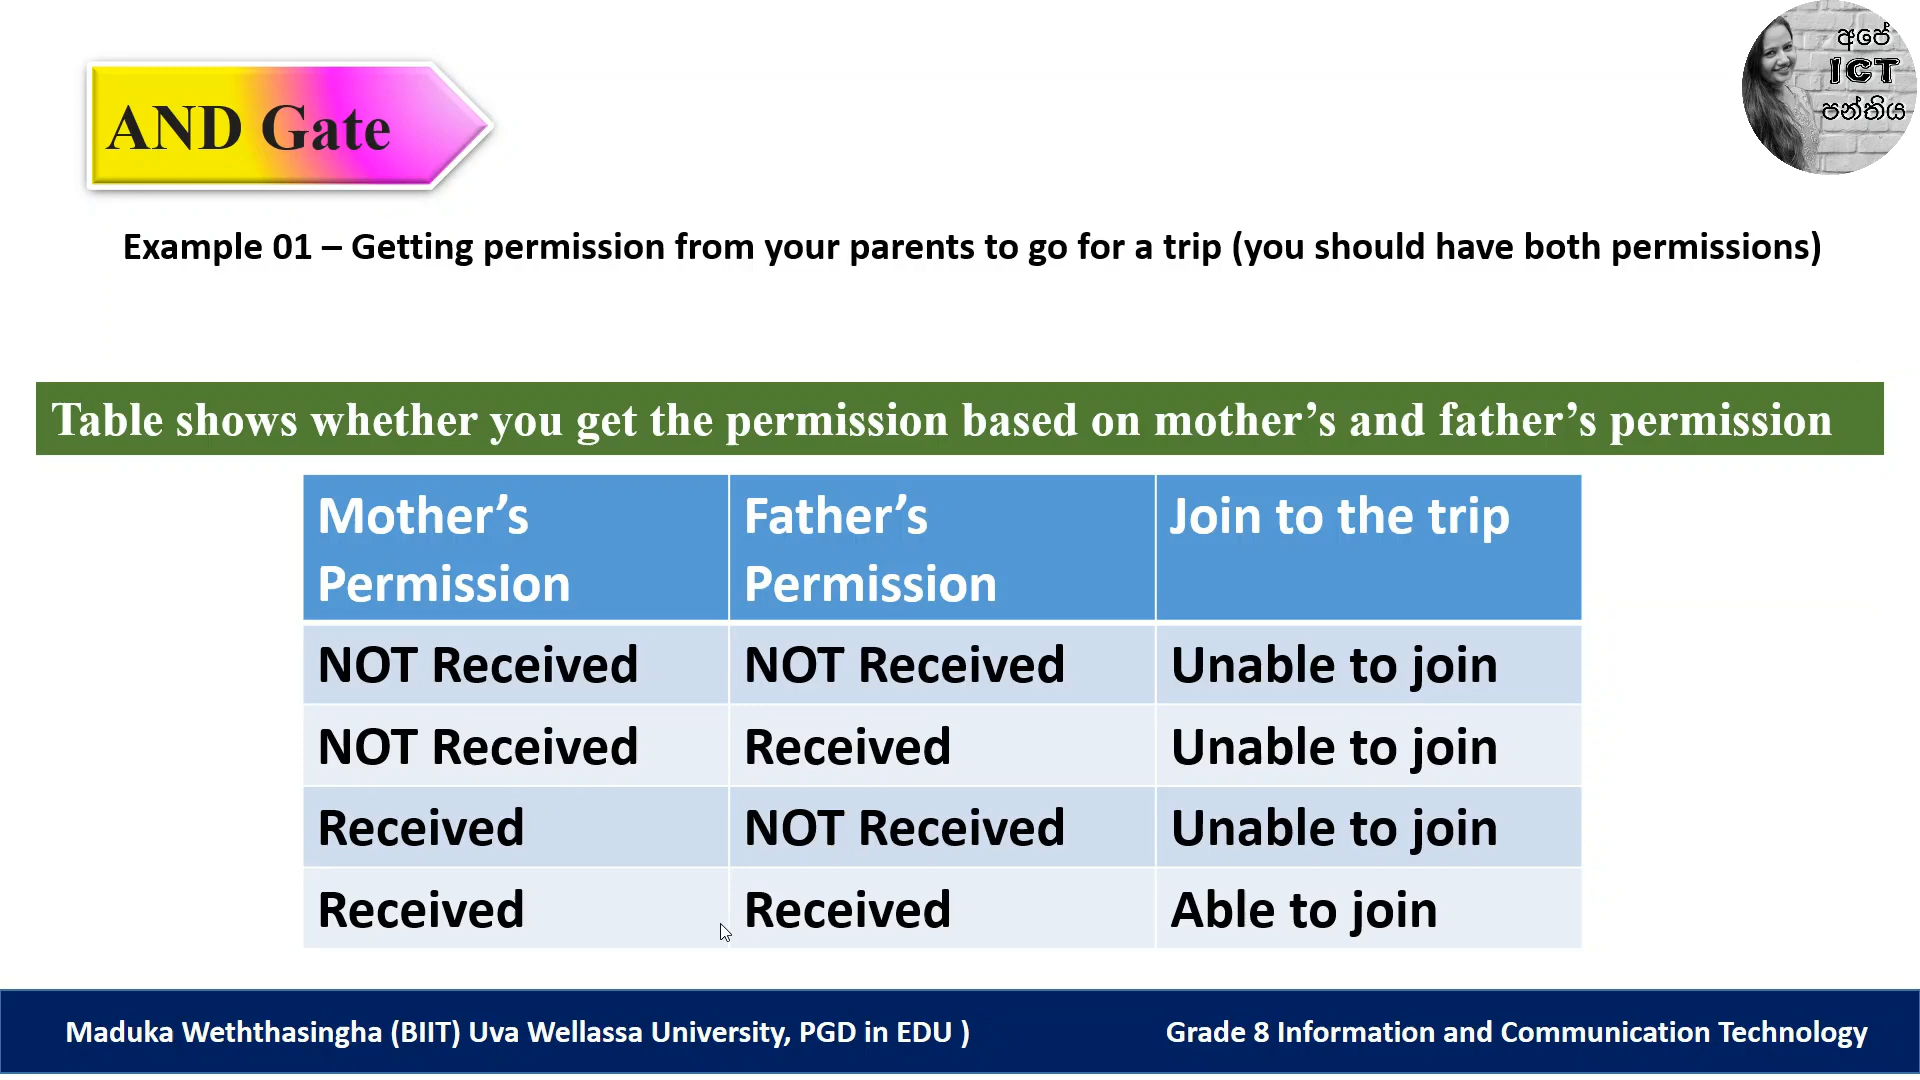 අපේ
ICT
පන්තිය
AND Gate
Example 01 – Getting permission from your parents to go for a trip (you should have both permissions)
Table shows whether you get the permission based on mother’s and father’s permission
Mother’s Permission Father’s Permission Join to the trip
NOT Received NOT Received Unable to join
NOT Received Received Unable to join
Received NOT Received Unable to join
Received Received Able to join
Maduka Weththasingha (BIIT) Uva Wellassa University, PGD in EDU ) Grade 8 Information and Communication Technology